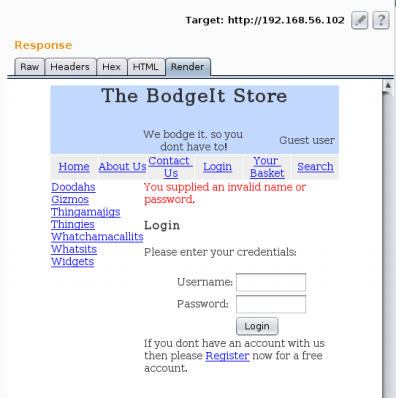 Target: http://192.168.56.102
?
Response
Raw Headers Hex HTML Render
The BodgeIt Store
We bodge it, so you
dont have to!
Guest user
Home About Us Contact Us Login Your Basket Search
Doodahs
Gizmos
Thingamajigs
Thingies
Whatchamacallits
Whatsits
Widgets
You supplied an invalid name or
password.
Login
Please enter your credentials:
Username:
Password:
Login
If you dont have an account with us
then please Register now for a free
account.